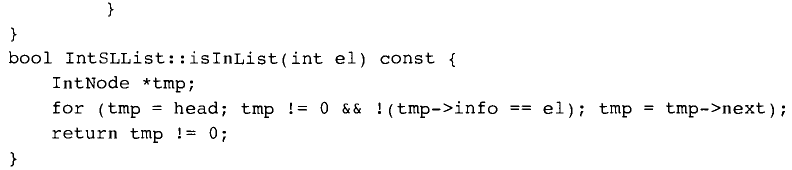 }
}
bool IntSLList::isInList(int el) const {
IntNode *tmp;
for (tmp = head; tmp != 0 && !(tmp->info == el); tmp = tmp->next);
return tmp != 0;
}